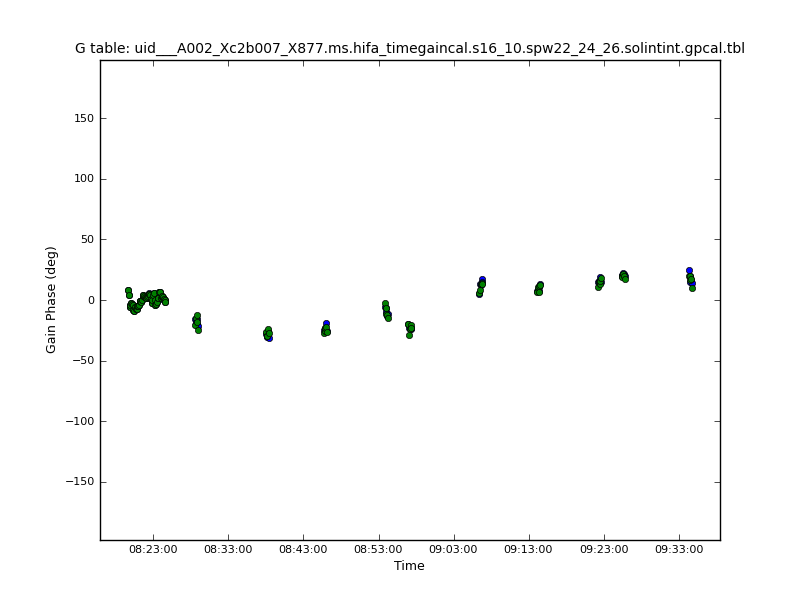 G table: uid___A002_Xc2b007_X877.ms.hifa_timegaincal.s16_10.spw22_24_26.solintint.gpcal.tbl
150
100
50
0
−50
−100
−150
Gain Phase (deg)
08:23:00 08:33:00 08:43:00 08:53:00 09:03:00 09:13:00 09:23:00 09:33:00
Time